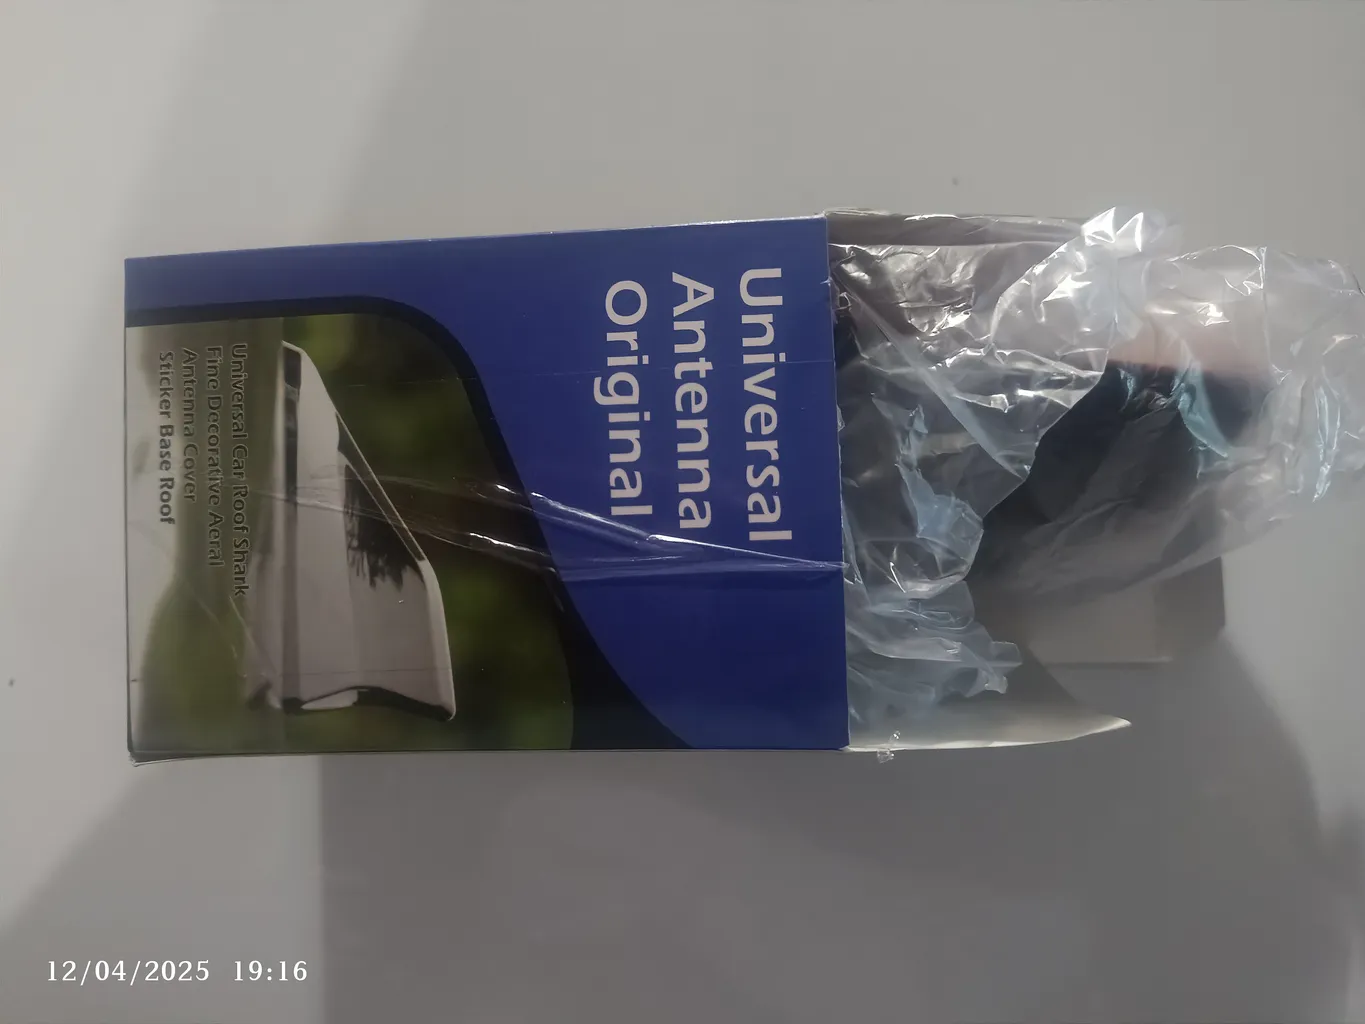 Universal
Antenna
Original
Universal Car Roof Shark
Fine Decorative Aerial
Antenna Cover
Sticker Base Roof
12/04/2025 19:16